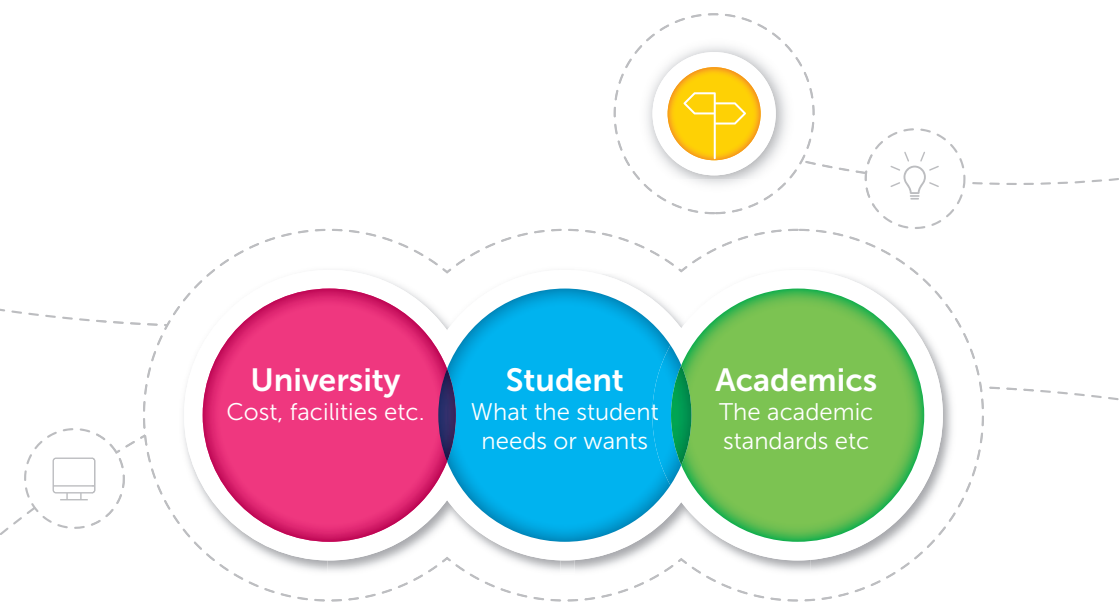 University
Cost, facilities etc.
Student
What the student
needs or wants
Academics
The academic
standards etc